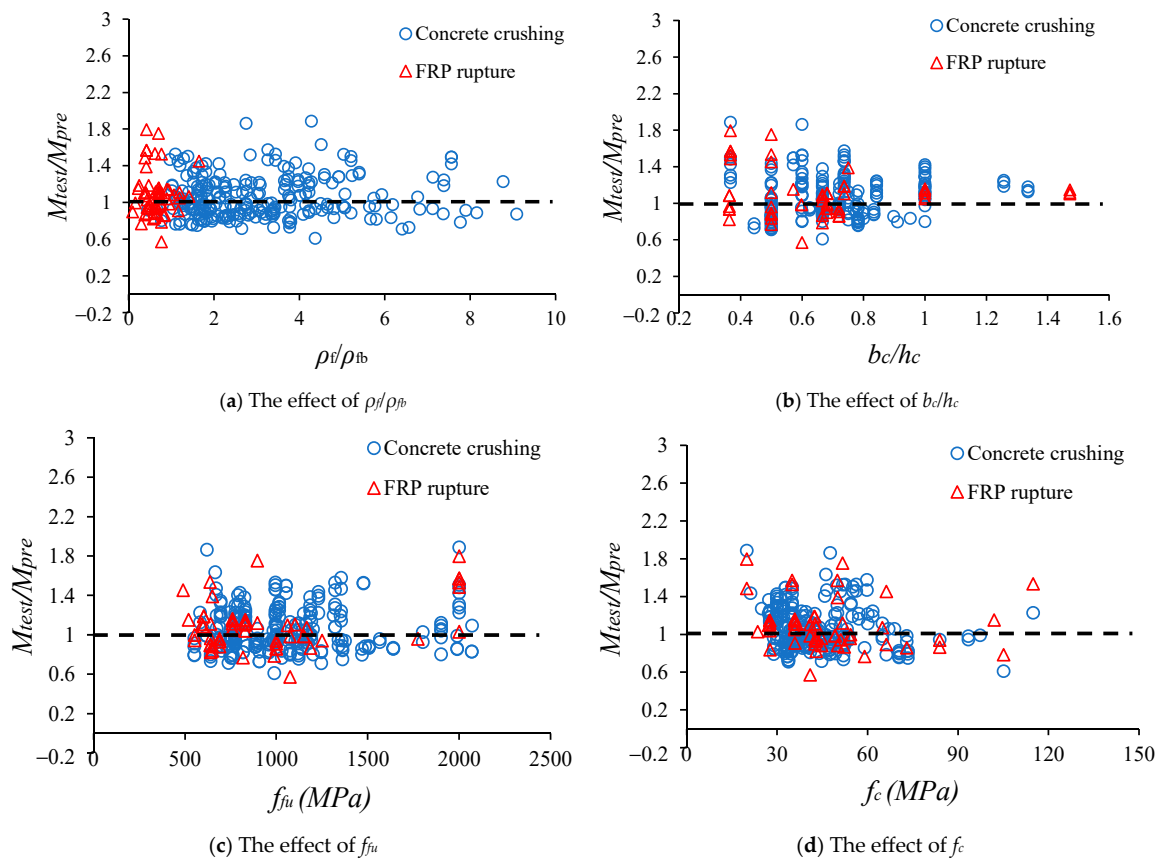 3
2.6
2.2
1.8
1.4
1
0.6
0.2
−0.2
Mtest/Mpre
Concrete crushing
FRP rupture
0 2 4 6 8 10
ρf/ρfb
(a) The effect of ρf/ρfb
3
2.6
2.2
1.8
1.4
1
0.6
0.2
−0.2
Mtest/Mpre
Concrete crushing
FRP rupture
0.2 0.4 0.6 0.8 1 1.2 1.4 1.6
bc/hc
(b) The effect of bc/hc
3
2.6
2.2
1.8
1.4
1
0.6
0.2
−0.2
Mtest/Mpre
Concrete crushing
FRP rupture
0 500 1000 1500 2000 2500
ffu (MPa)
(c) The effect of ffu
3
2.6
2.2
1.8
1.4
1
0.6
0.2
−0.2
Mtest/Mpre
Concrete crushing
FRP rupture
0 30 60 90 120 150
fc (MPa)
(d) The effect of fc